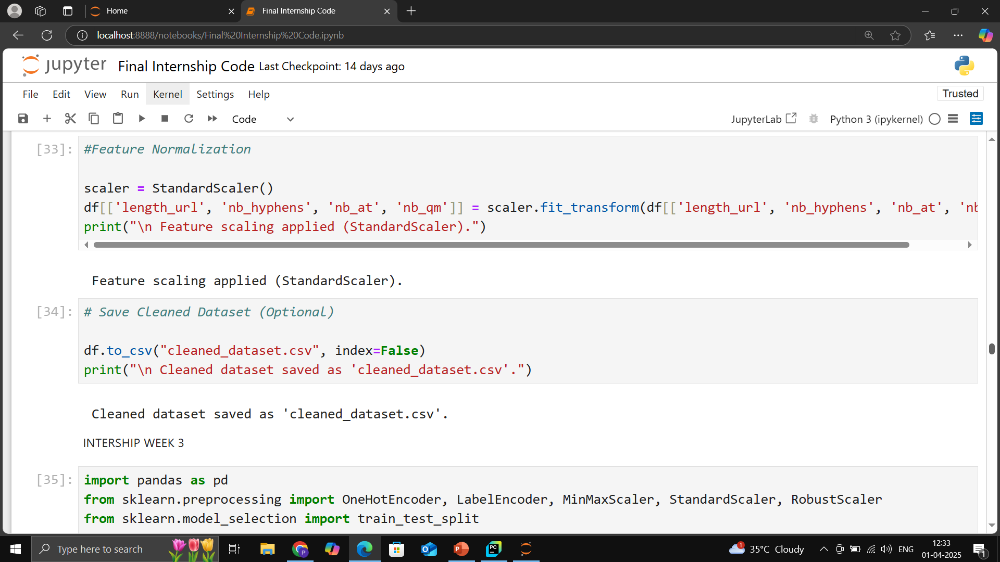 Home
Final Internship Code
localhost:8888/notebooks/Final%20Internship%20Code.ipynb
jupyter Final Internship Code Last Checkpoint: 14 days ago
File Edit View Run Kernel Settings Help
Trusted
Code
JupyterLab
Python 3 (ipykernel)
[33]: #Feature Normalization
scaler = StandardScaler()
df[['length_url', 'nb_hyphens', 'nb_at', 'nb_qm']] = scaler.fit_transform(df[['length_url', 'nb_hyphens', 'nb_at', 'nb
print("\n Feature scaling applied (StandardScaler).")
Feature scaling applied (StandardScaler).
[34]: # Save Cleaned Dataset (Optional)
df.to_csv("cleaned_dataset.csv", index=False)
print("\n Cleaned dataset saved as 'cleaned_dataset.csv'.")
Cleaned dataset saved as 'cleaned_dataset.csv'.
INTERSHIP WEEK 3
[35]: import pandas as pd
from sklearn.preprocessing import OneHotEncoder, LabelEncoder, MinMaxScaler, StandardScaler, RobustScaler
from sklearn.model_selection import train_test_split
Type here to search
P
P
PC
1
35°C Cloudy
ENG
12:33
01-04-2025
1